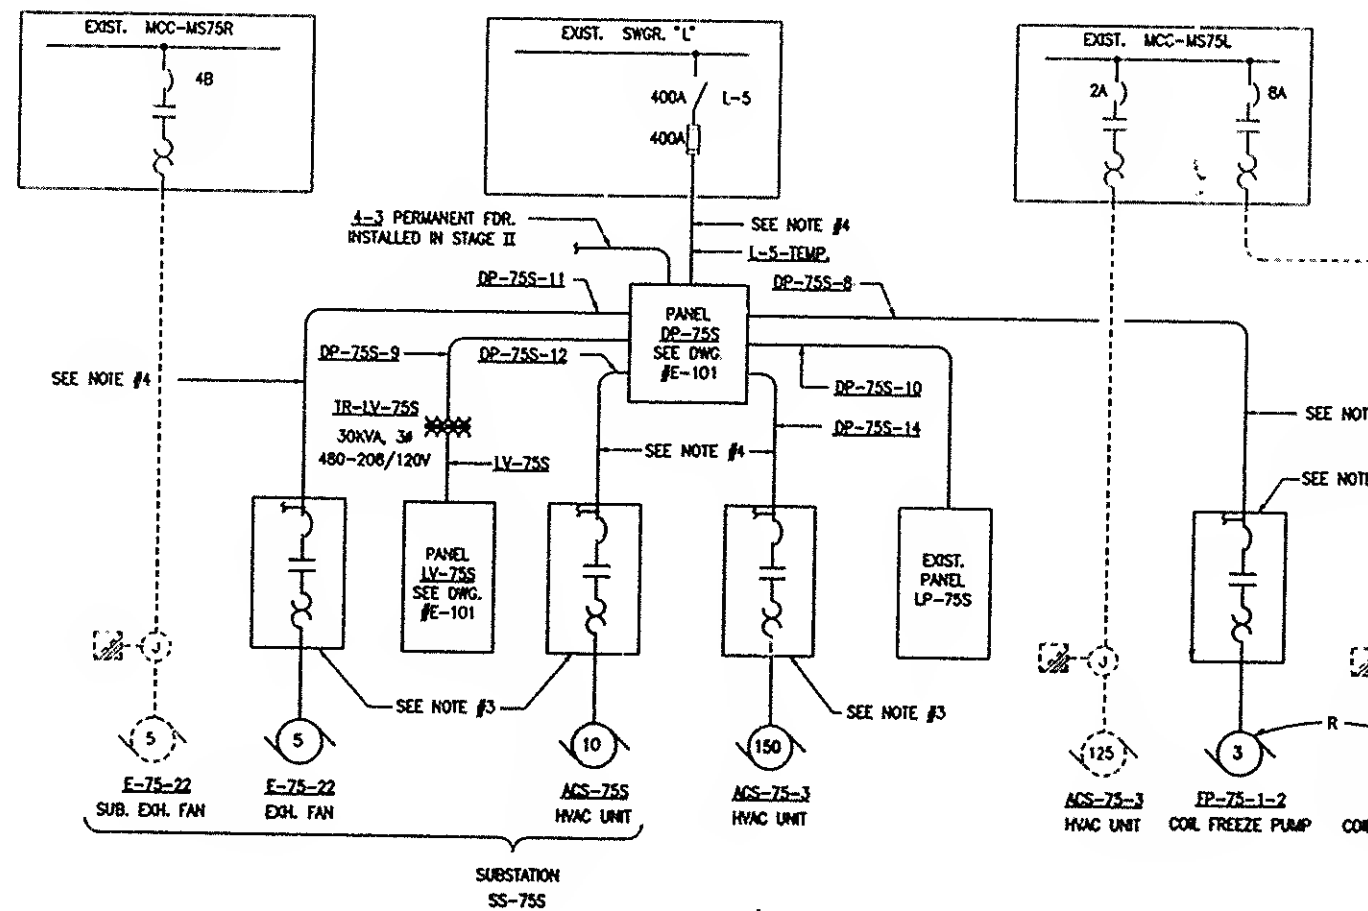 EXIST. MCC-MS75R
4B
EXIST. SWGR. "L"
400A
L-5
400A
EXIST. MCC-MS75L
2A
8A
4-3 PERMANENT FDR.
INSTALLED IN STAGE II
SEE NOTE #4
L-5-TEMP.
DP-75S-11
DP-75S-8
PANEL
DP-75S
SEE DWG.
#E-101
DP-75S-9
DP-75S-12
SEE NOTE #4
DP-75S-10
TR-LV-75S
30KVA, 3ø
480-208/120V
DP-75S-14
SEE NOT
SEE NOTE #4
LV-75S
SEE NOTE
PANEL
LV-75S
SEE DWG.
#E-101
EXIST.
PANEL
LP-75S
J
J
SEE NOTE #3
SEE NOTE #3
R
5
5
10
150
125
3
E-75-22
SUB. EXH. FAN
E-75-22
EXH. FAN
ACS-75S
HVAC UNIT
ACS-75-3
HVAC UNIT
ACS-75-3
HVAC UNIT
FP-75-1-2
COIL FREEZE PUMP
SUBSTATION
SS-75S